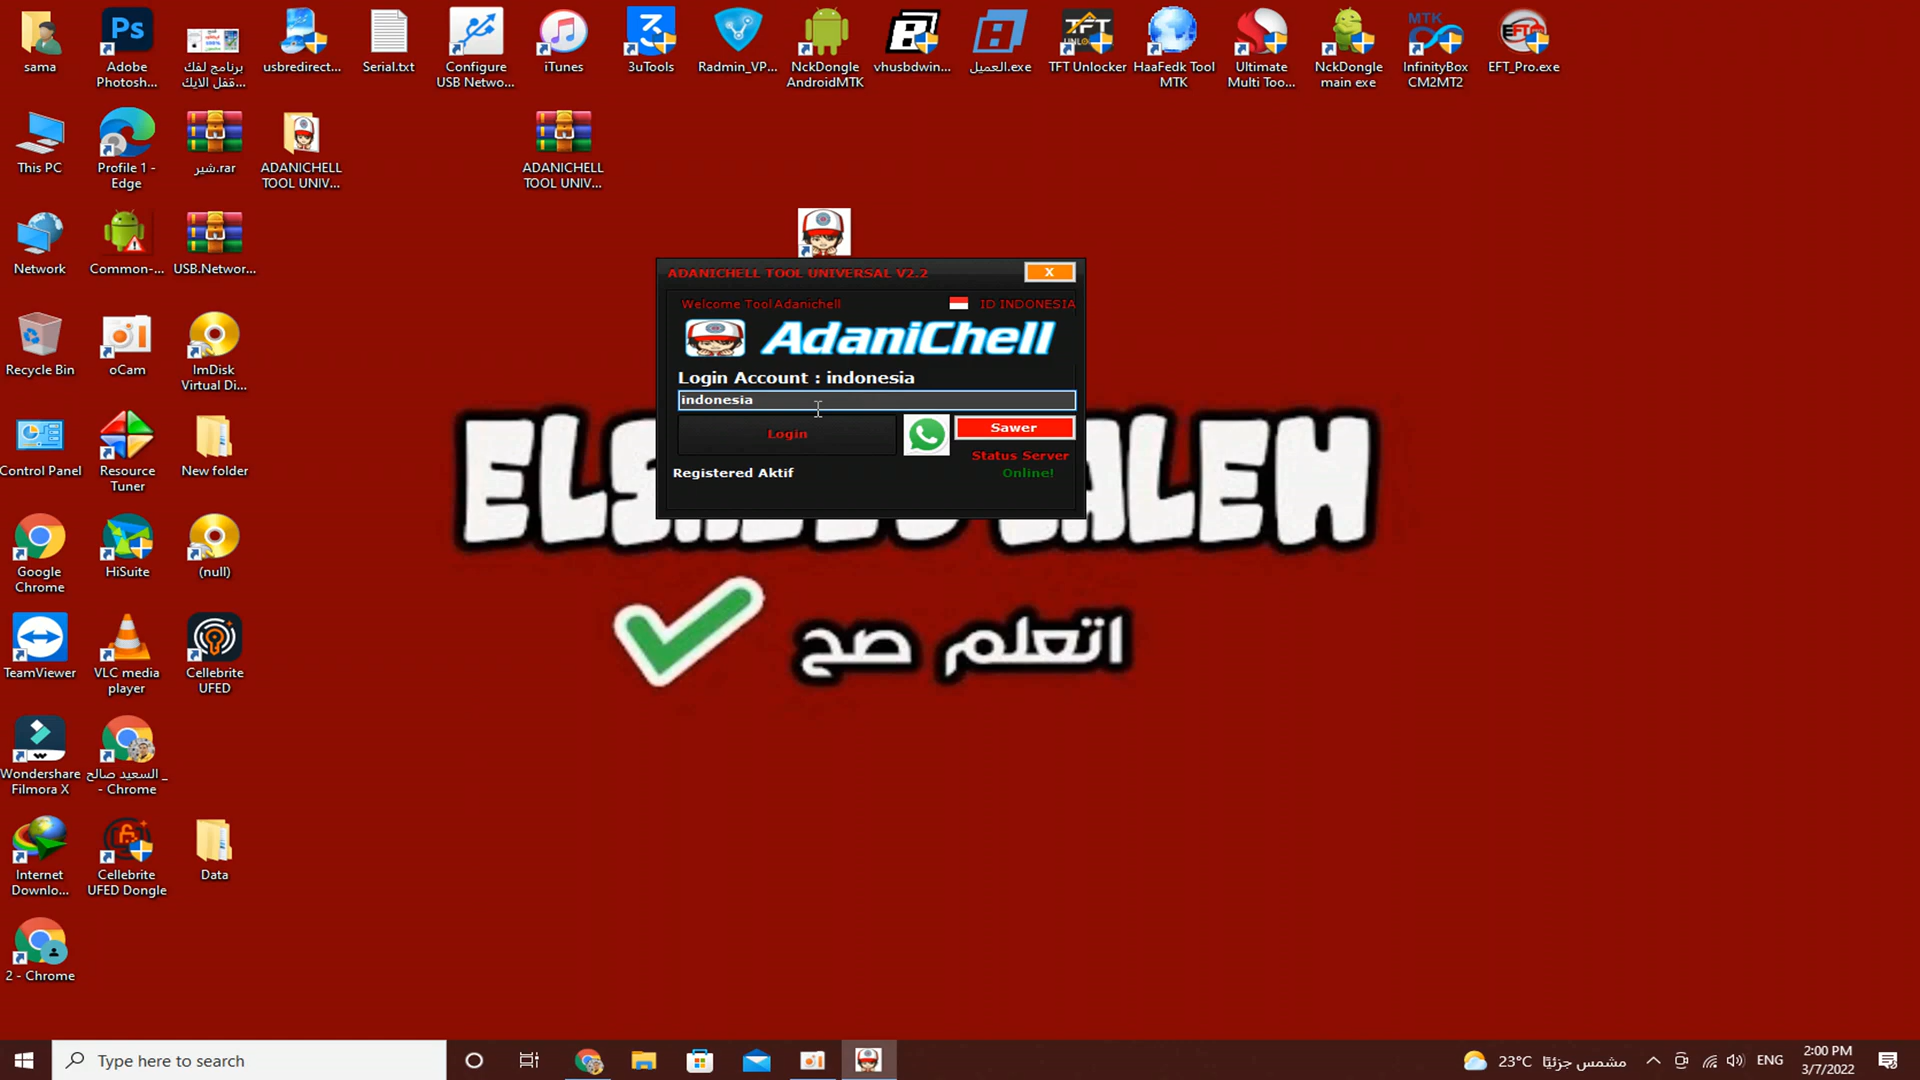 sama
Adobe
Photosh...
برنامج لفك
قفل الايك...
usbredirect...
Serial.txt
Configure
USB Netwo...
iTunes
3uTools
Radmin_VP...
NckDongle
AndroidMTK
vhusbdwin...
العميل.exe
TFT Unlocker
HaaFedk Tool
MTK
Ultimate
Multi Too...
NckDongle
main exe
InfinityBox
CM2MT2
EFT_Pro.exe
This PC
Profile 1 -
Edge
شير.rar
ADANICHELL
TOOL UNIV...
ADANICHELL
TOOL UNIV...
Network
Common-...
USB.Networ...
Recycle Bin
oCam
ImDisk
Virtual Di...
Control Panel
Resource
Tuner
New folder
Google
Chrome
HiSuite
(null)
TeamViewer
VLC media
player
Cellebrite
UFED
Wondershare
Filmora X
السعيد صالح _
- Chrome
Internet
Downlo...
Cellebrite
UFED Dongle
Data
2 - Chrome
ADANICHELL TOOL UNIVERSAL V2.2
X
Welcome Tool Adanichell
ID INDONESIA
AdaniChell
Login Account : indonesia
indonesia
Login
Sawer
Status Server
Online!
Registered Aktif
اتعلم صح
Type here to search
23°C مشمس جزئيًا
ENG
2:00 PM
3/7/2022